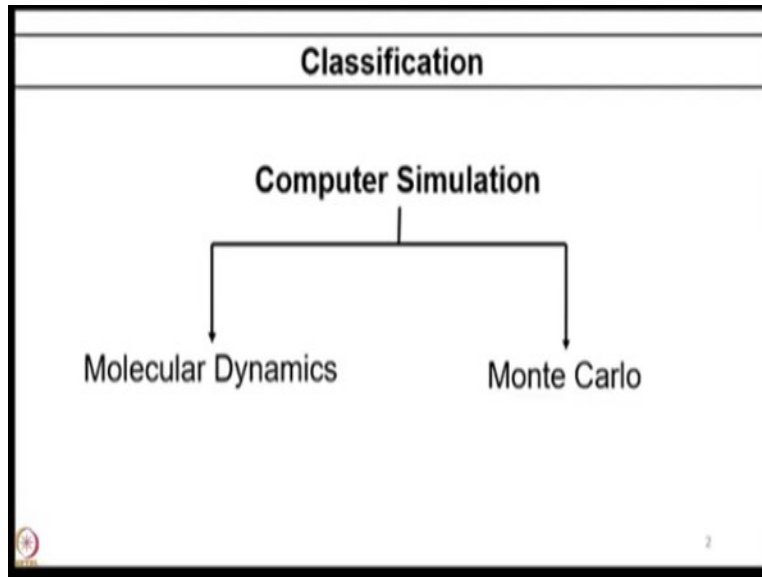 Classification
Computer Simulation
Molecular Dynamics
Monte Carlo
2